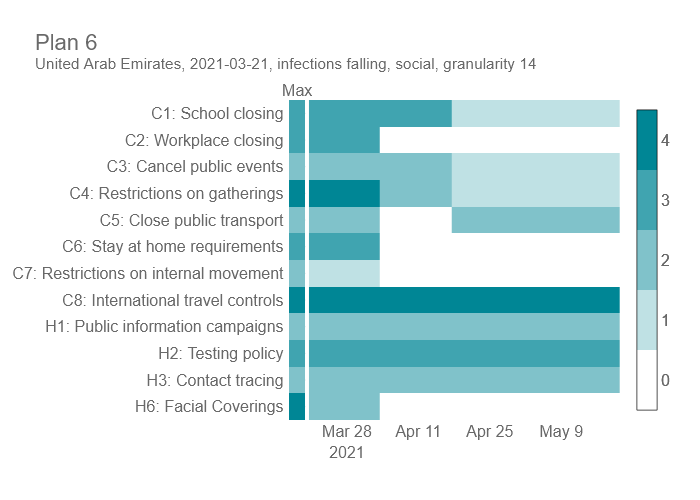 Plan 6
United Arab Emirates, 2021-03-21, infections falling, social, granularity 14
Max
C1: School closing
C2: Workplace closing
C3: Cancel public events
C4: Restrictions on gatherings
C5: Close public transport
C6: Stay at home requirements
C7: Restrictions on internal movement
C8: International travel controls
H1: Public information campaigns
H2: Testing policy
H3: Contact tracing
H6: Facial Coverings
Mar 28 Apr 11 Apr 25 May 9
2021
4
3
2
1
0